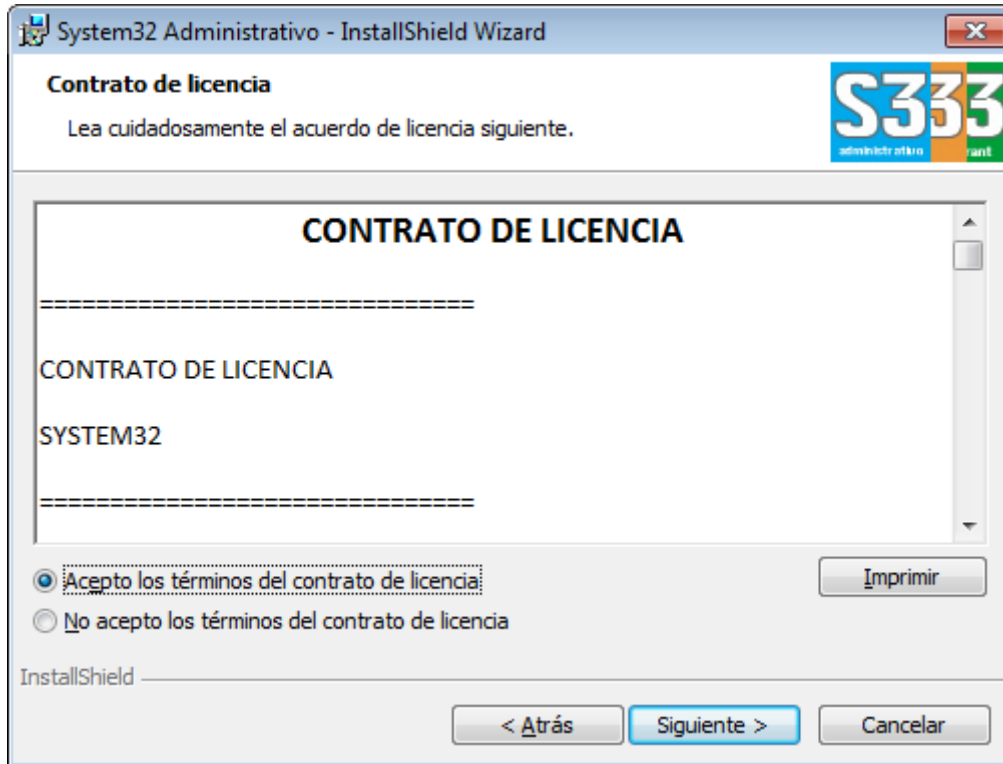 System32 Administrativo - InstallShield Wizard
Contrato de licencia
Lea cuidadosamente el acuerdo de licencia siguiente.
S333
administrativo rant
CONTRATO DE LICENCIA
==============================
CONTRATO DE LICENCIA
SYSTEM32
==============================
Acepto los términos del contrato de licencia
Imprimir
No acepto los términos del contrato de licencia
InstallShield
< Atrás Siguiente > Cancelar